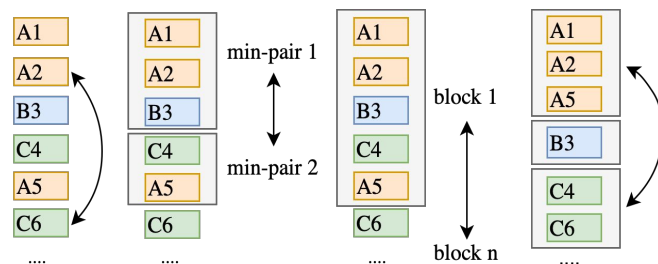 A1
A2
B3
C4
A5
C6
....
A1
A2
B3
C4
A5
C6
....
min-pair 1
min-pair 2
A1
A2
B3
C4
A5
C6
....
block 1
block n
A1
A2
A5
B3
C4
C6
....